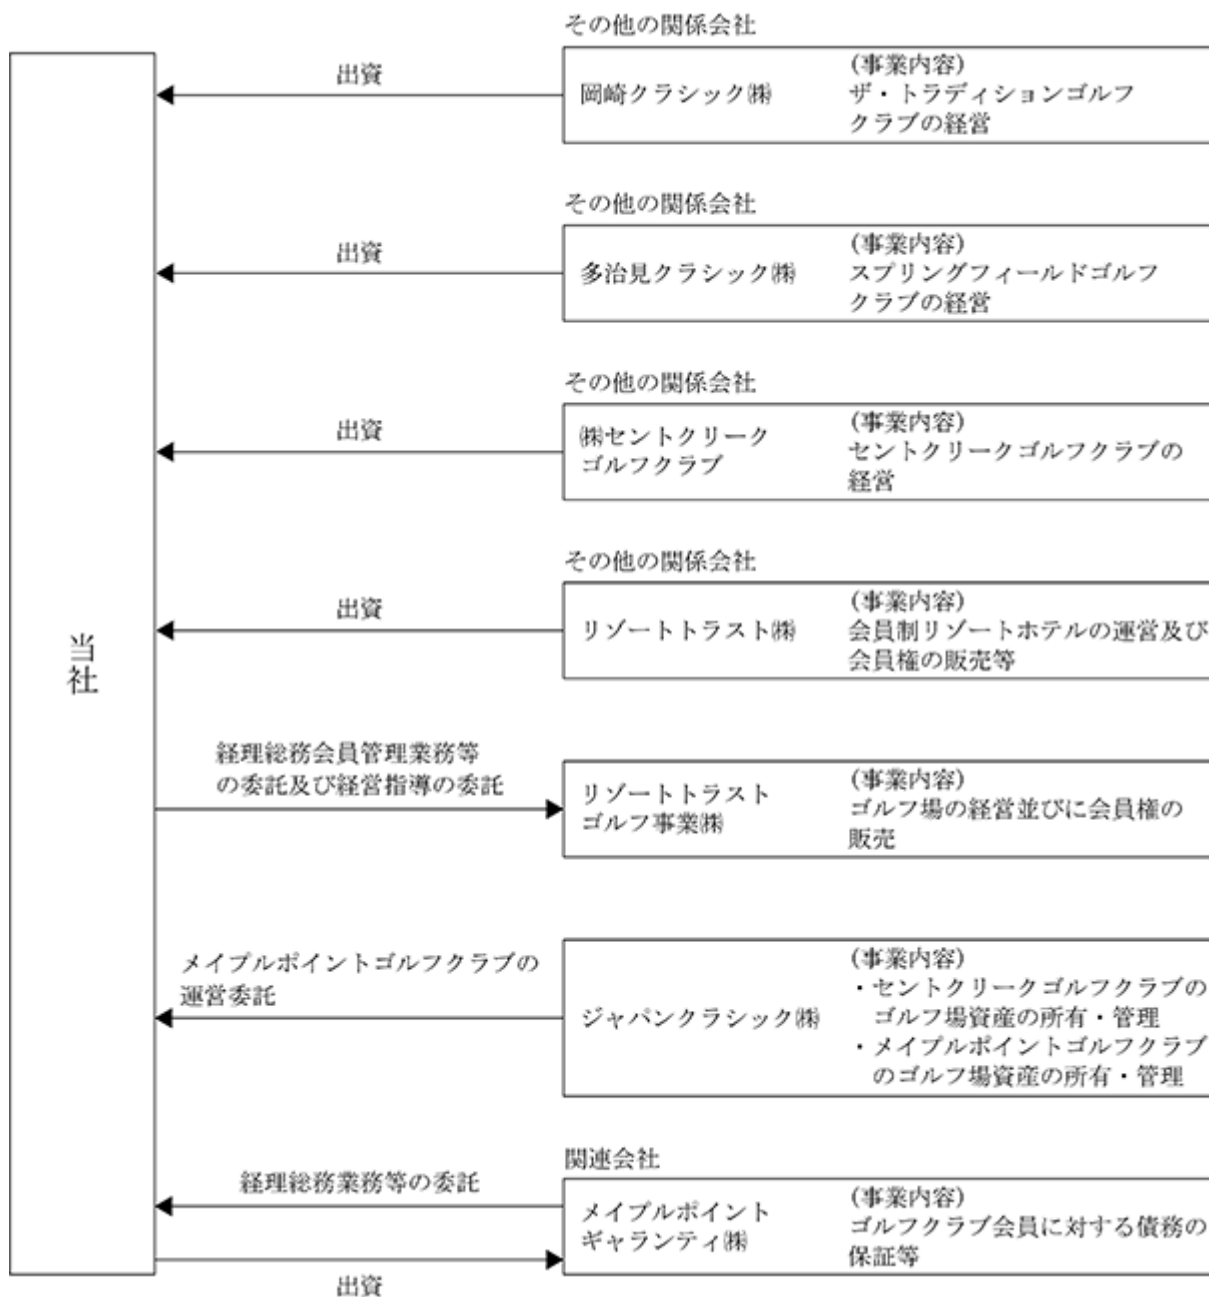 その他の関係会社
出資
岡崎クラシック㈱
(事業内容)
ザ・トラディションゴルフ
クラブの経営
その他の関係会社
出資
多治見クラシック㈱
(事業内容)
スプリングフィールドゴルフ
クラブの経営
その他の関係会社
出資
㈱セントクリーク
ゴルフクラブ
(事業内容)
セントクリークゴルフクラブの
経営
その他の関係会社
出資
リゾートトラスト㈱
(事業内容)
会員制リゾートホテルの運営及び
会員権の販売等
当社
経理総務会員管理業務等
の委託及び経営指導の委託
リゾートトラスト
ゴルフ事業㈱
(事業内容)
ゴルフ場の経営並びに会員権の
販売
メイプルポイントゴルフクラブの
運営委託
ジャパンクラシック㈱
(事業内容)
・セントクリークゴルフクラブの
ゴルフ場資産の所有・管理
・メイプルポイントゴルフクラブ
のゴルフ場資産の所有・管理
関連会社
経理総務業務等の委託
メイプルポイント
ギャランティ㈱
(事業内容)
ゴルフクラブ会員に対する債務の
保証等
出資